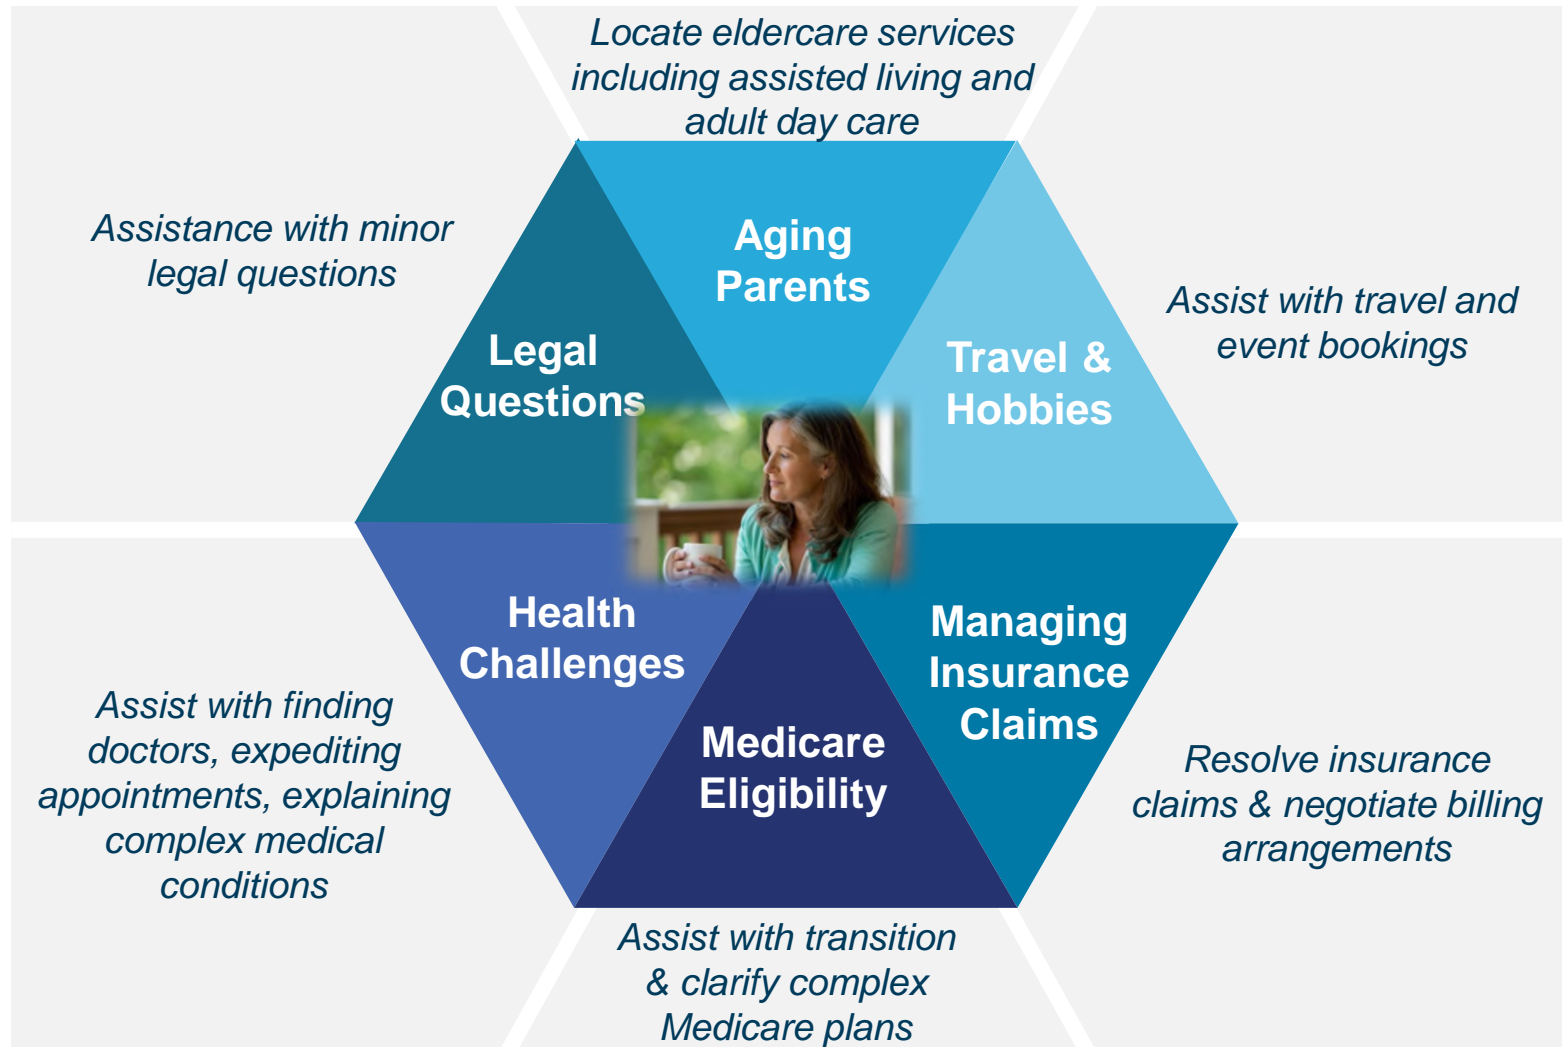 Locate eldercare services
including assisted living and
adult day care
Aging
Parents
Assistance with minor
legal questions
Legal
Questions
Travel &
Hobbies
Assist with travel and
event bookings
Health
Challenges
Assist with finding
doctors, expediting
appointments, explaining
complex medical
conditions
Medicare
Eligibility
Assist with transition
& clarify complex
Medicare plans
Managing
Insurance
Claims
Resolve insurance
claims & negotiate billing
arrangements